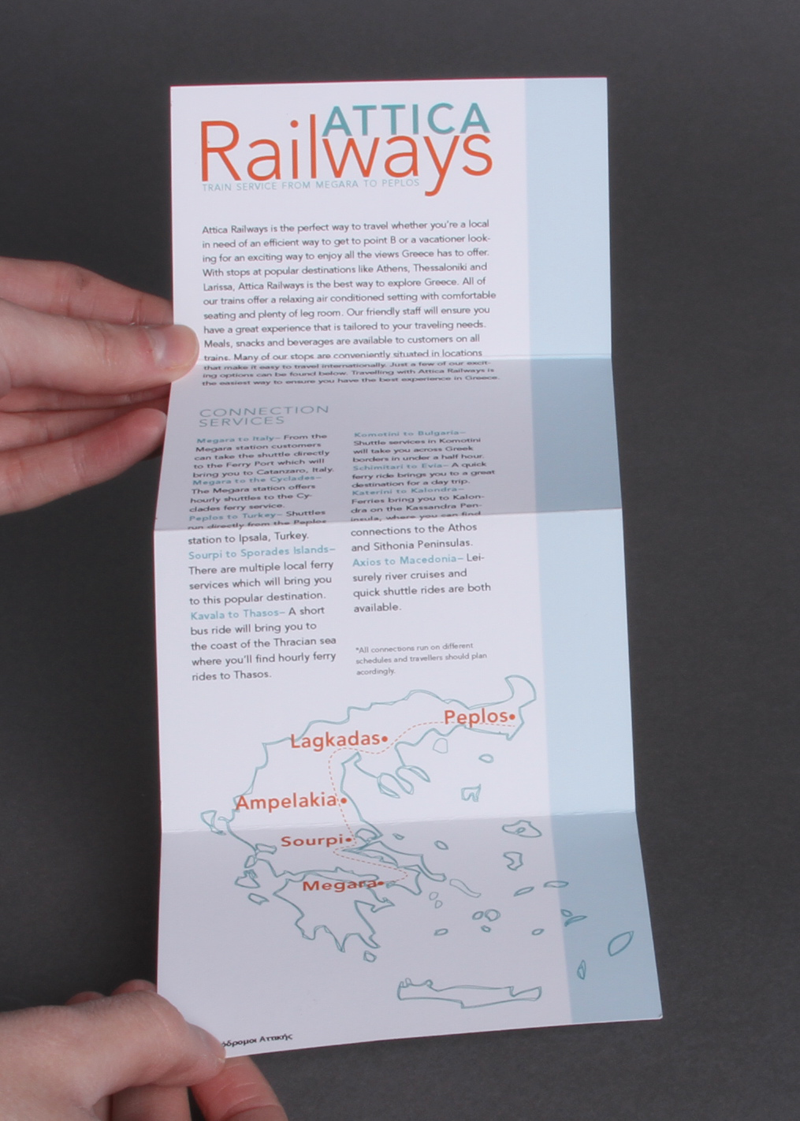 ATTICA
Railways
TRAIN SERVICE FROM MEGARA TO PEPLOS
Attica Railways is the perfect way to travel whether you're a local
in need of an efficient way to get to point B or a vacationer look-
ing for an exciting way to enjoy all the views Greece has to offer.
With stops at popular destinations like Athens, Thessaloniki and
Larissa, Attica Railways is the best way to explore Greece. All of
our trains offer a relaxing air conditioned setting with comfortable
seating and plenty of leg room. Our friendly staff will ensure you
have a great experience that is tailored to your traveling needs.
Meals, snacks and beverages are available to customers on all
trains. Many of our stops are conveniently situated in locations
that make it easy to travel internationally. Just a few of our excit-
ing options can be found below. Travelling with Attica Railways is
the easiest way to ensure you have the best experience in Greece.
CONNECTION
SERVICES
Megara to Italy– From the
Megara station customers
can take the shuttle directly
to the Ferry Port which will
bring you to Catanzaro, Italy.
Megara to the Cyclades–
The Megara station offers
hourly shuttles to the Cy-
clades ferry service.
Peplos to Turkey– Shuttles
run directly from the Peplos
station to Ipsala, Turkey.
Sourpi to Sporades Islands–
There are multiple local ferry
services which will bring you
to this popular destination.
Kavala to Thasos– A short
bus ride will bring you to
the coast of the Thracian sea
where you'll find hourly ferry
rides to Thasos.
Komotini to Bulgaria–
Shuttle services in Komotini
will take you across Greek
borders in under a half hour.
Schimitari to Evia– A quick
ferry ride brings you to a great
destination for a day trip.
Katerini to Kalondra–
Ferries bring you to Kalon-
dra on the Kassandra Pen-
insula, where you can find
connections to the Athos
and Sithonia Peninsulas.
Axios to Macedonia– Lei-
surely river cruises and
quick shuttle rides are both
available.
*All connections run on different
schedules and travellers should plan
acordingly.
Peplos
Lagkadas
Ampelakia
Sourpi
Megara
όδρομοι Αττικής